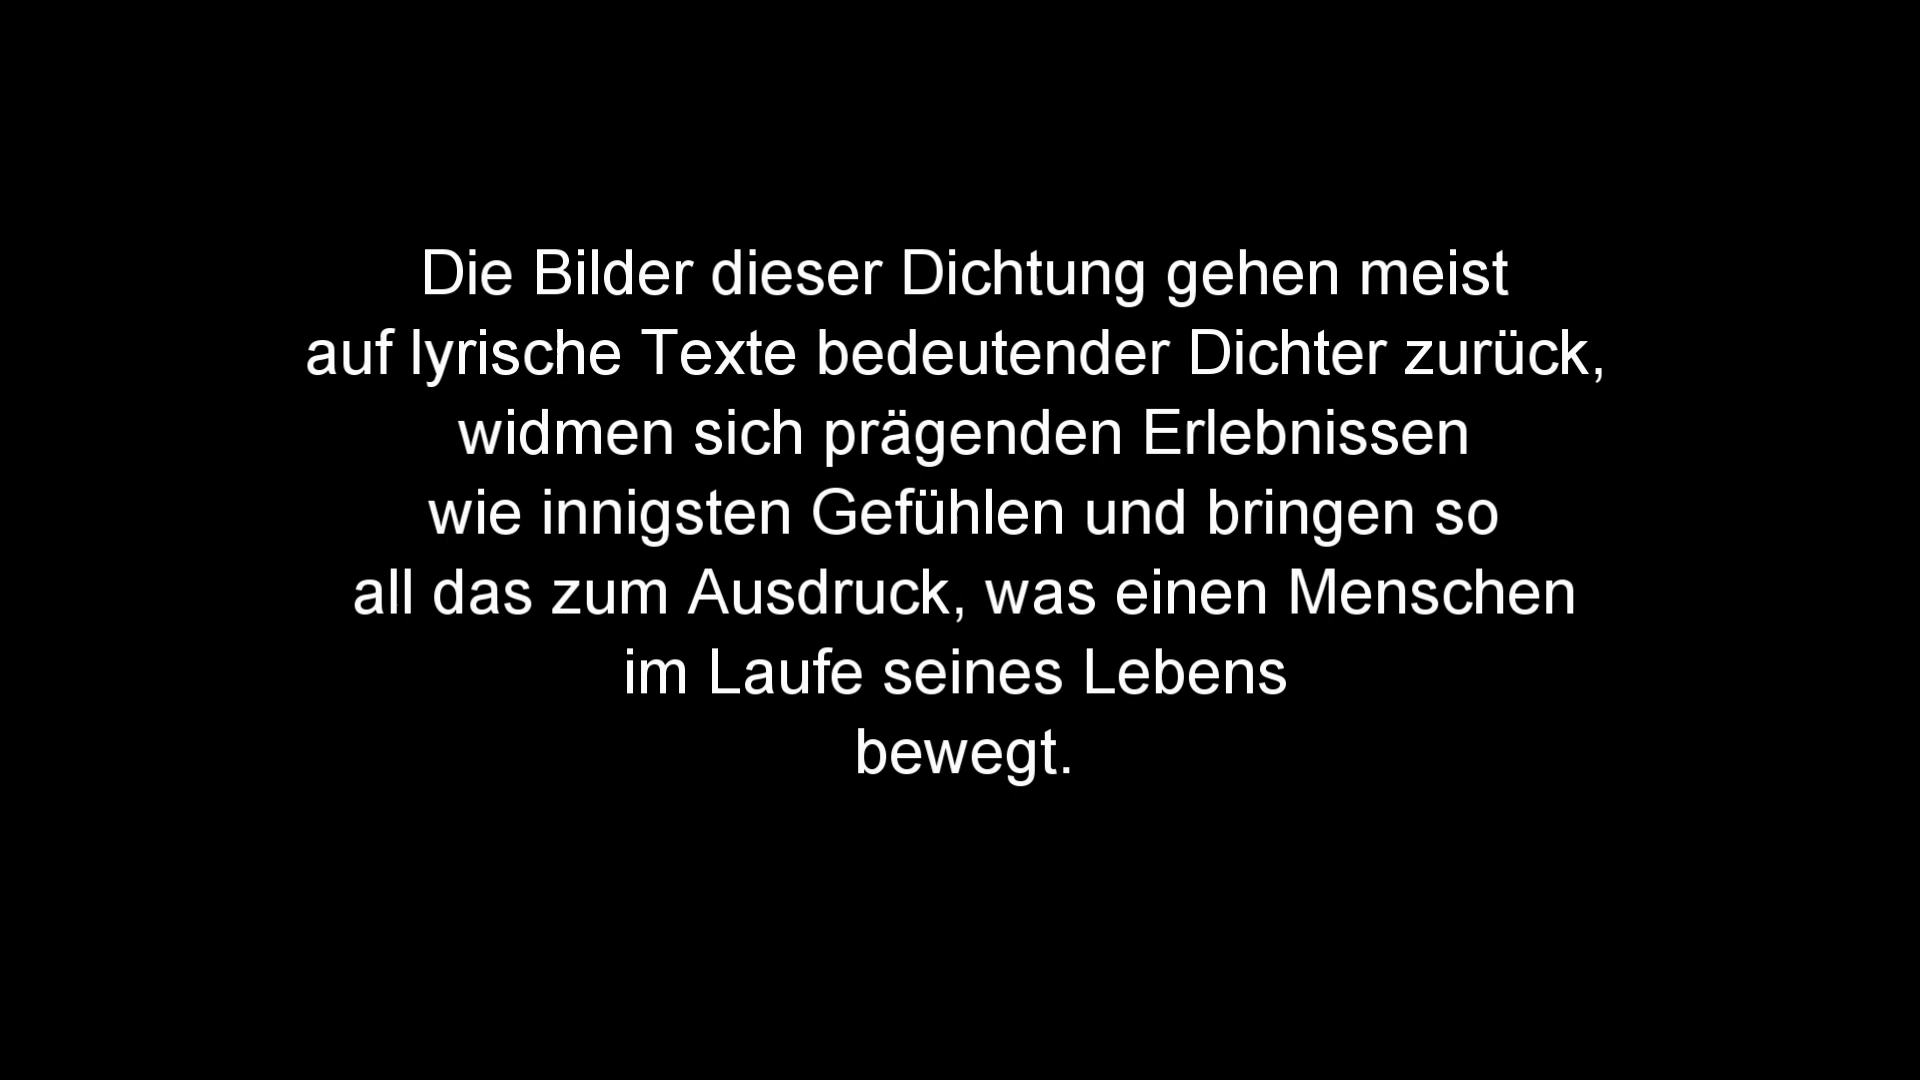 Die Bilder dieser Dichtung gehen meist
auf lyrische Texte bedeutender Dichter zurück,
widmen sich prägenden Erlebnissen
wie innigsten Gefühlen und bringen so
all das zum Ausdruck, was einen Menschen
im Laufe seines Lebens
bewegt.